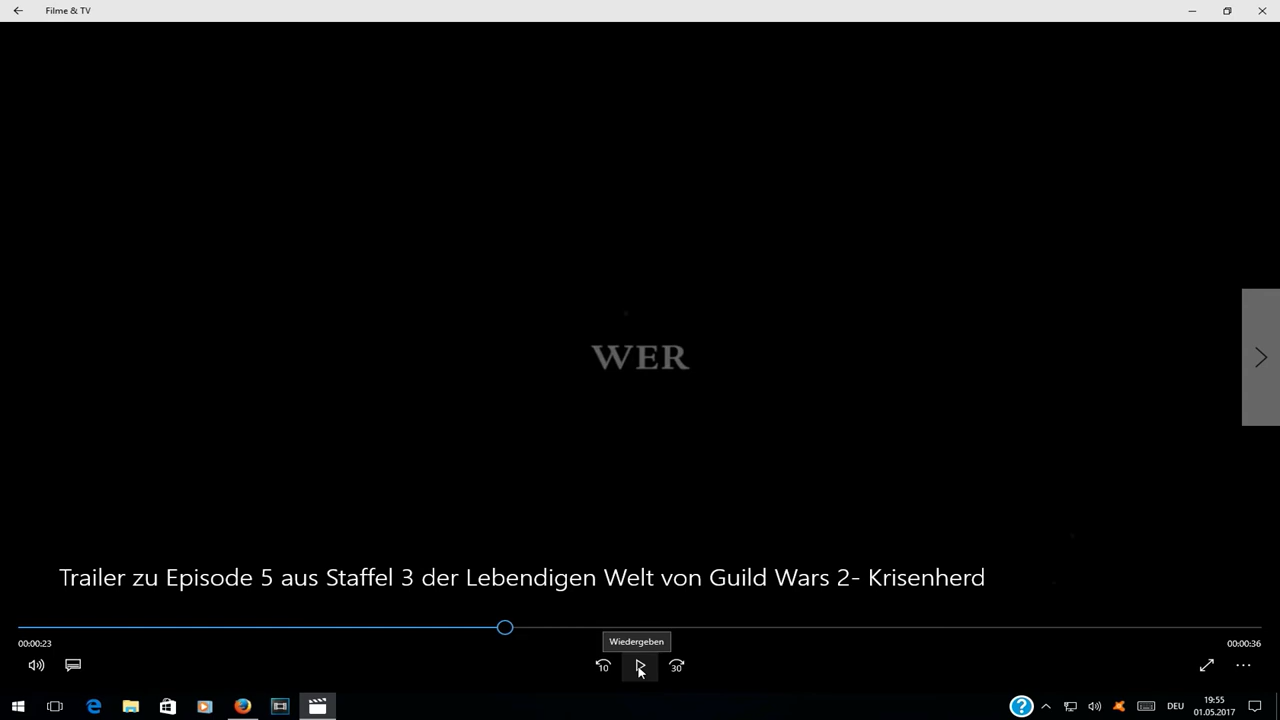 Filme & TV
WER
Trailer zu Episode 5 aus Staffel 3 der Lebendigen Welt von Guild Wars 2- Krisenherd
00:00:23
Wiedergeben
00:00:36
10
30
DEU
19:55
01.05.2017